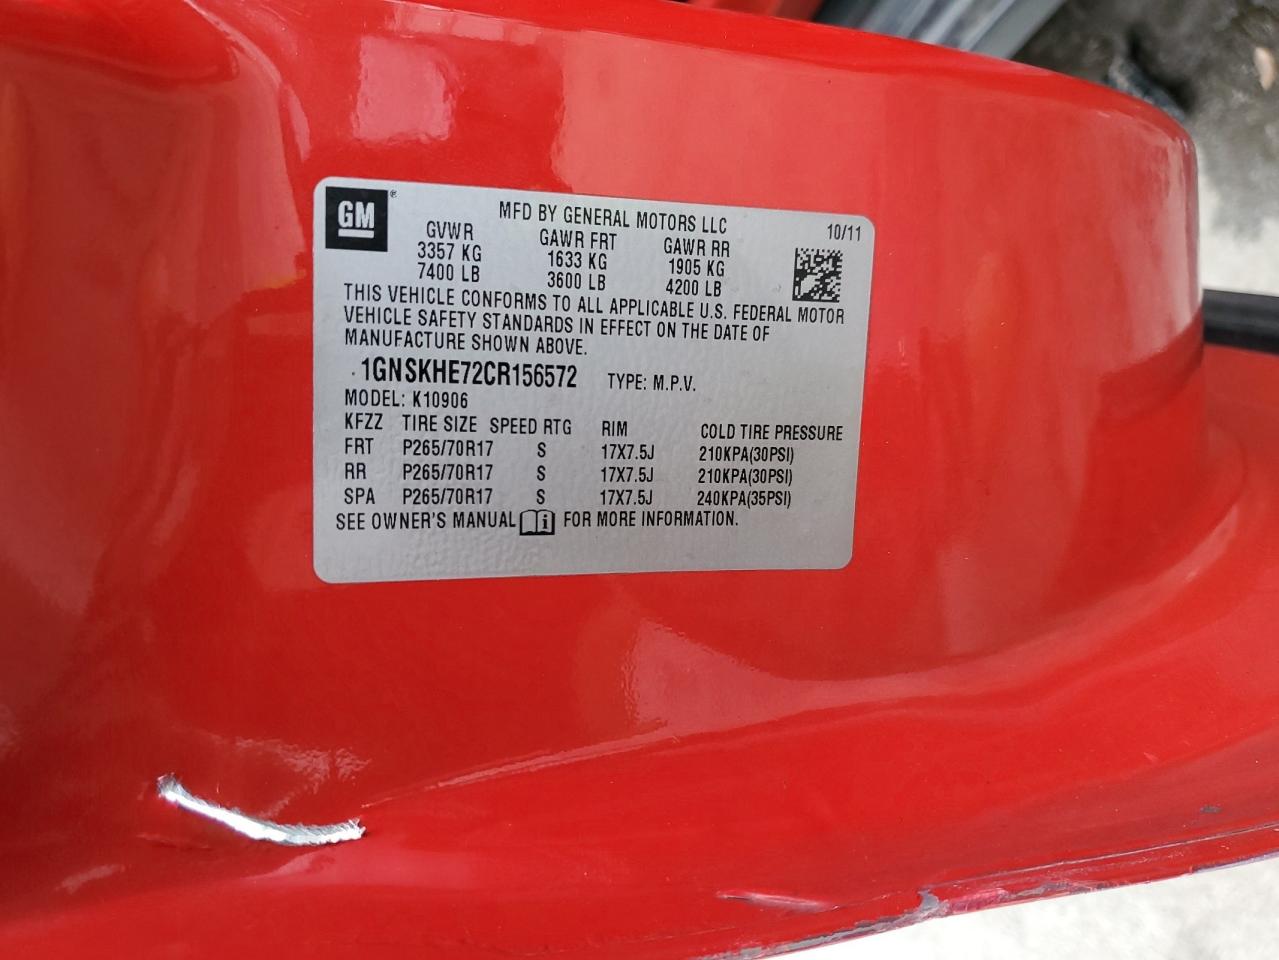 GM ®
MFD BY GENERAL MOTORS LLC 10/11
GVWR GAWR FRT GAWR RR
3357 KG 1633 KG 1905 KG
7400 LB 3600 LB 4200 LB
THIS VEHICLE CONFORMS TO ALL APPLICABLE U.S. FEDERAL MOTOR
VEHICLE SAFETY STANDARDS IN EFFECT ON THE DATE OF
MANUFACTURE SHOWN ABOVE.
1GNSKHE72CR156572 TYPE: M.P.V.
MODEL: K10906
KFZZ TIRE SIZE SPEED RTG RIM COLD TIRE PRESSURE
FRT P265/70R17 S 17X7.5J 210KPA(30PSI)
RR P265/70R17 S 17X7.5J 210KPA(30PSI)
SPA P265/70R17 S 17X7.5J 240KPA(35PSI)
SEE OWNER'S MANUAL FOR MORE INFORMATION.